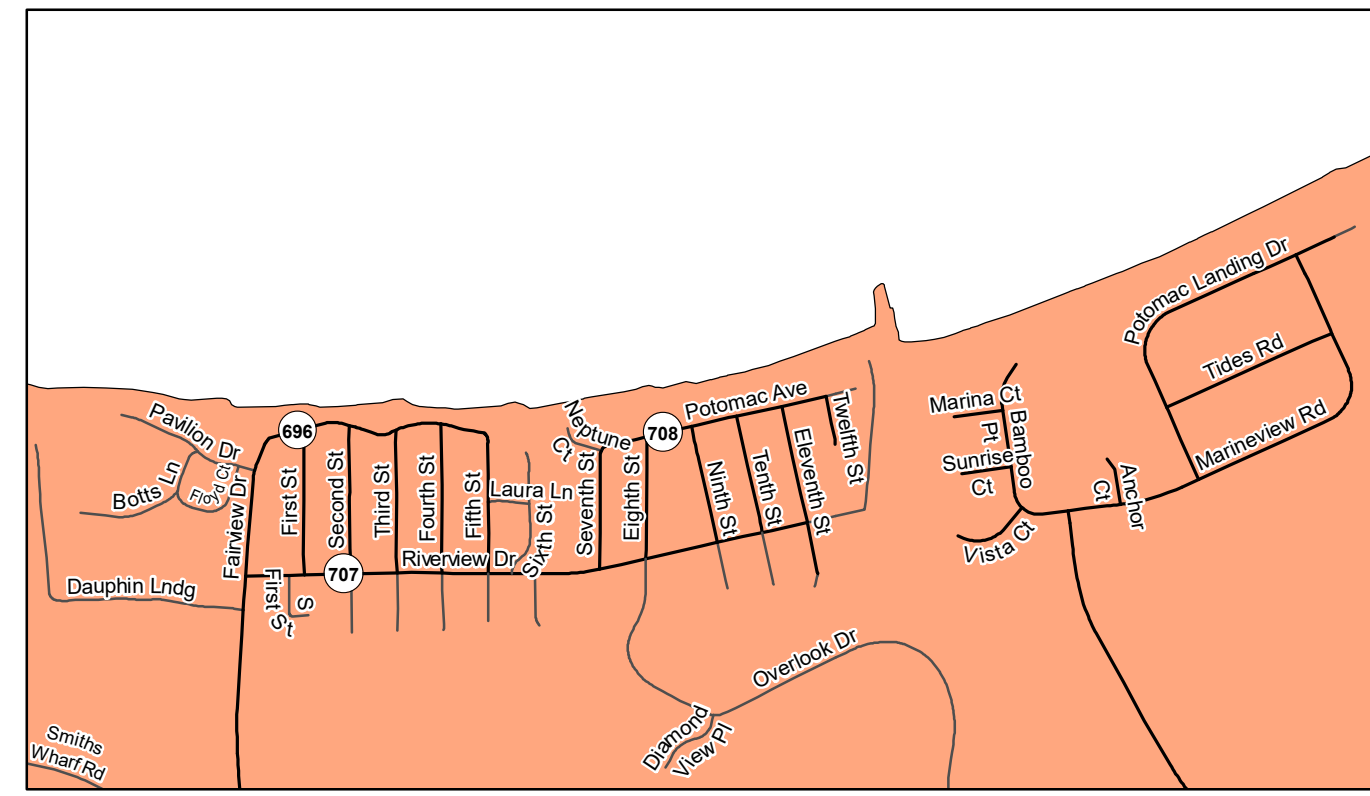 Potomac Landing Dr
Tides Rd
Marineview Rd
Marina Ct
Bamboo
Pt
Sunrise
Ct
Vista Ct
Anchor
Ct
Potomac Ave
708
Neptune
Ct
Twelfth St
Eleventh St
Tenth St
Ninth St
Eighth St
Seventh St
Sixth St
Laura Ln
Fifth St
Fourth St
Third St
Second St
First St
696
Pavilion Dr
Botts Ln
Floyd Ct
Fairview Dr
Riverview Dr
707
Dauphin Lndg
First St
S
Overlook Dr
Diamond
View Pl
Smiths
Wharf Rd